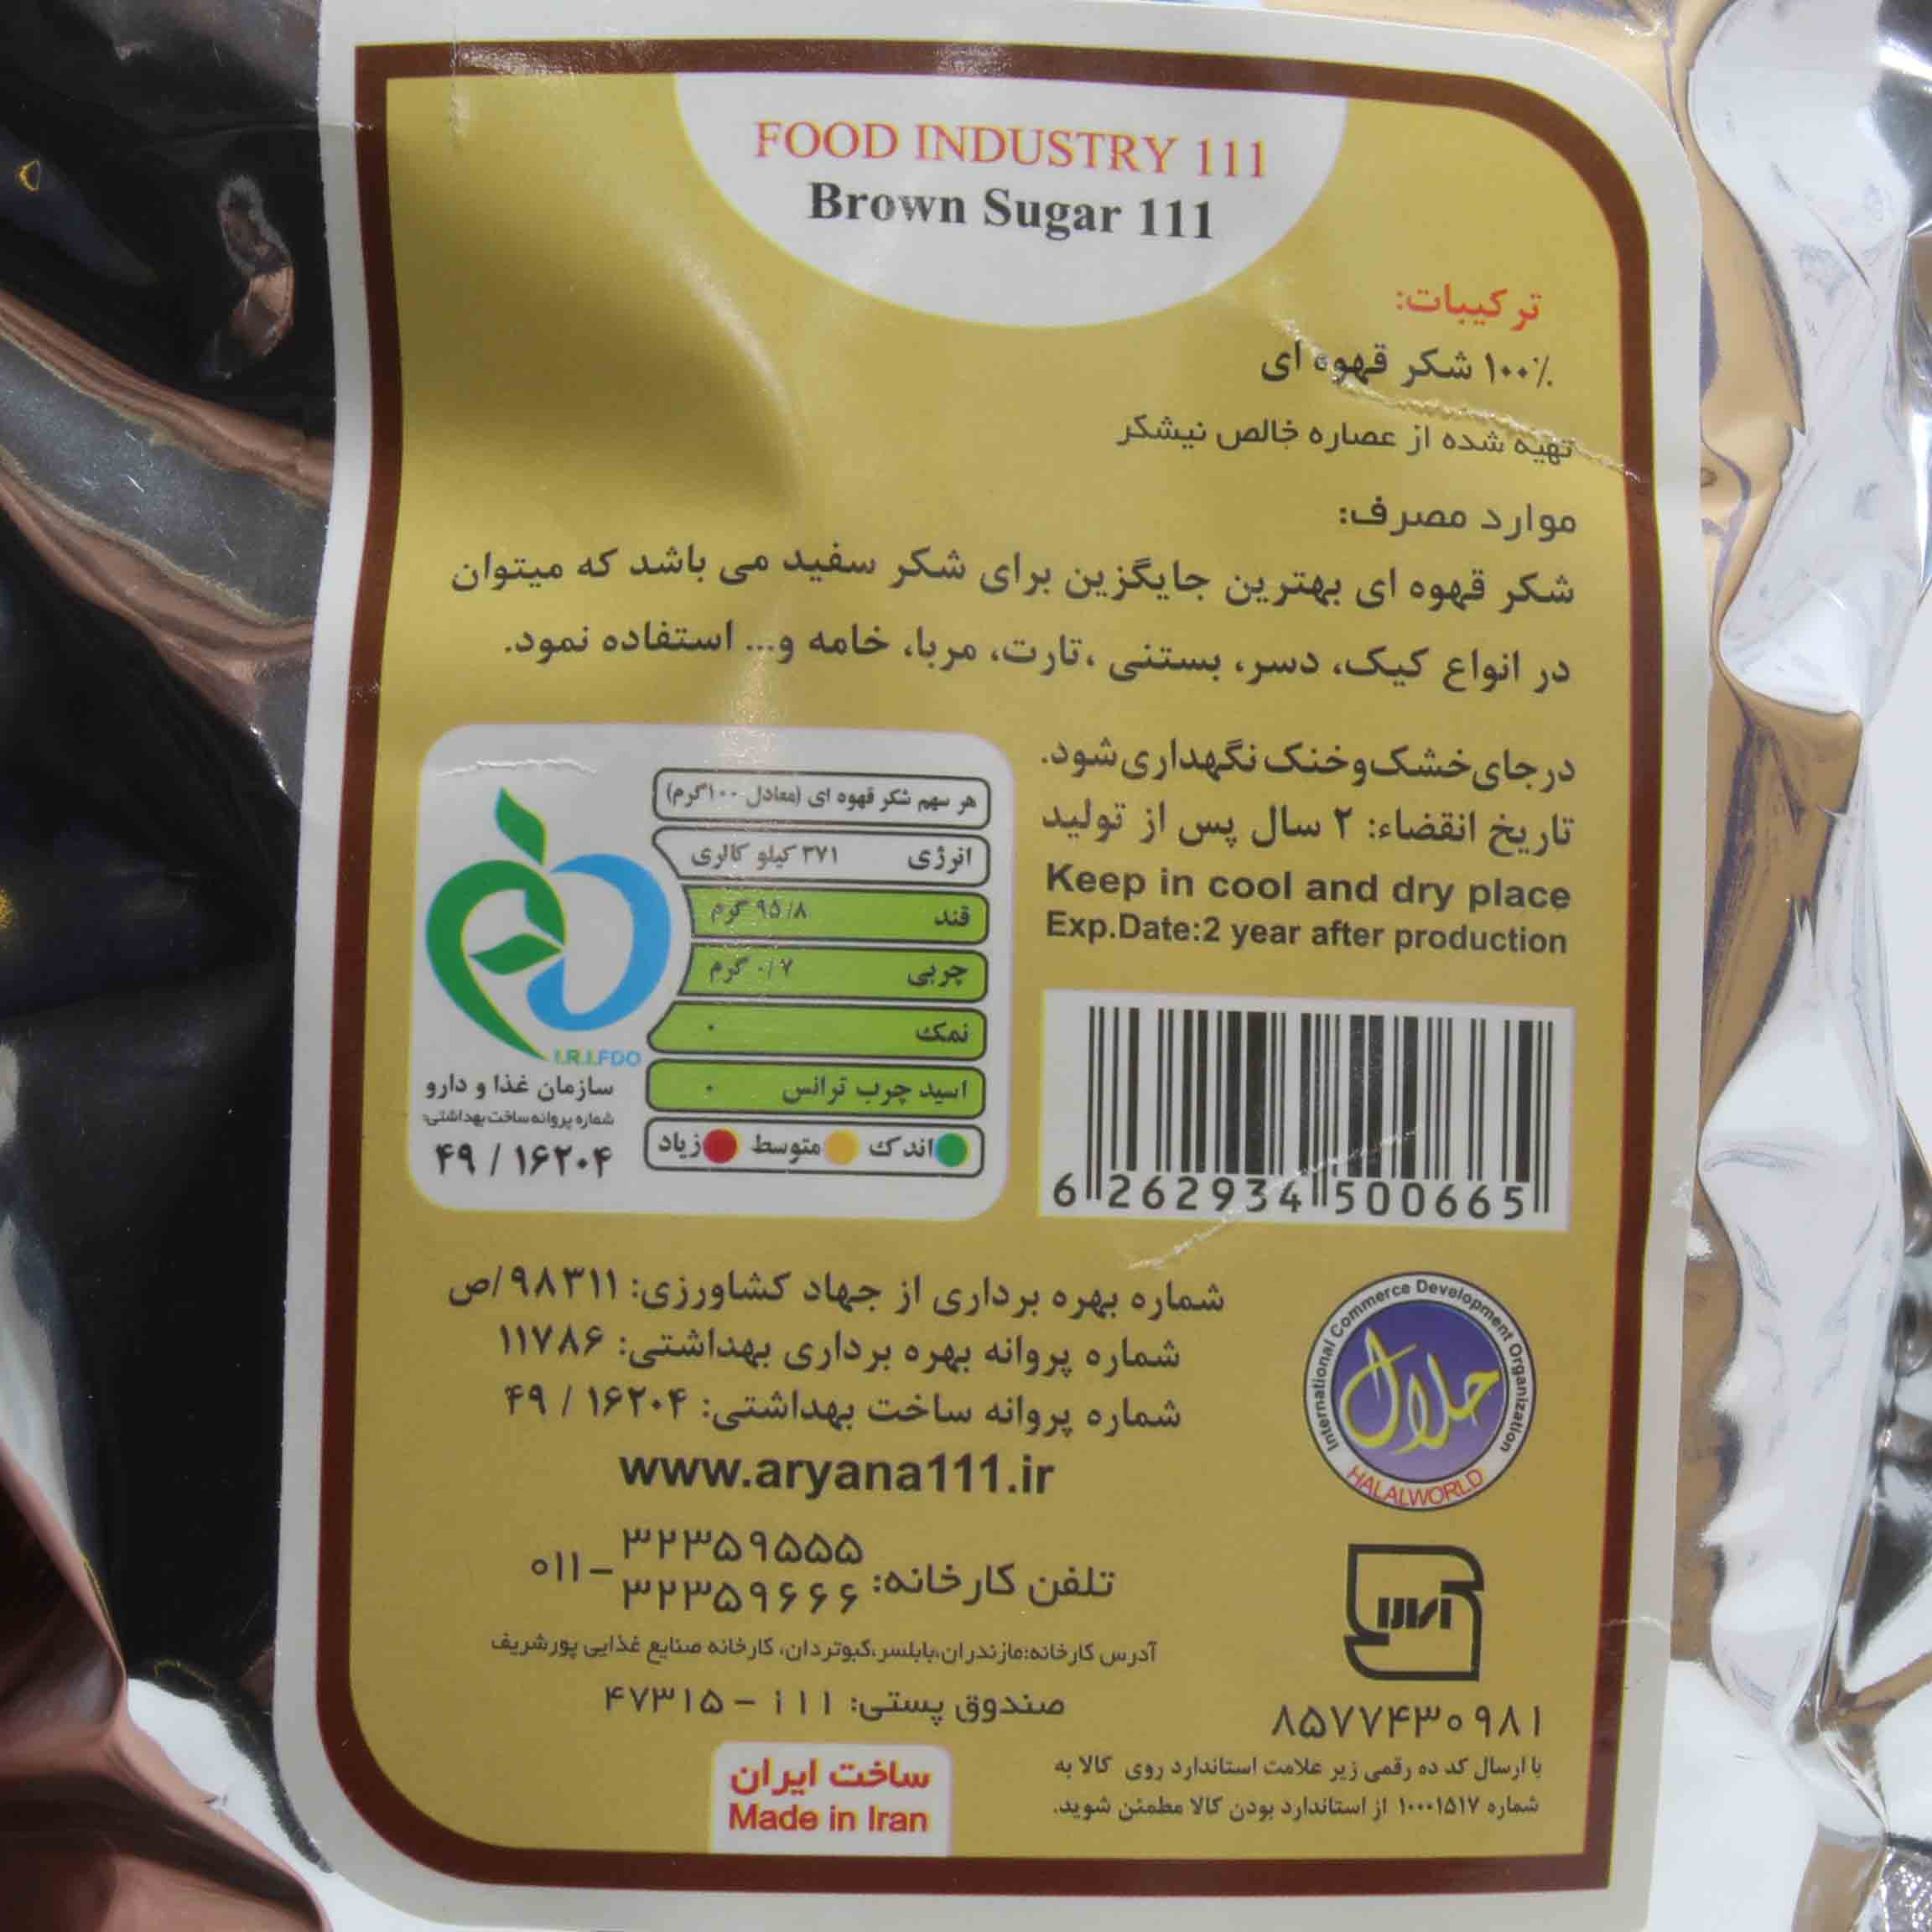 FOOD INDUSTRY 111
Brown Sugar 111
ترکیبات:
۱۰۰٪ شکر قهوه ای
تهیه شده از عصاره خالص نیشکر
موارد مصرف:
شکر قهوه ای بهترین جایگزین برای شکر سفید می باشد که میتوان
در انواع کیک، دسر، بستنی ،تارت، مربا، خامه و... استفاده نمود.
در جای خشک و خنک نگهداری شود.
تاریخ انقضاء: ۲ سال پس از تولید
Keep in cool and dry place
Exp.Date:2 year after production
هر سهم شکر قهوه ای (معادل ۱۰۰گرم)
انرژی ۳۷۱ کیلو کالری
قند ۹۵/۸ گرم
چربی ۰/۷ گرم
نمک ۰
اسید چرب ترانس ۰
اندک متوسط زیاد
I.R.I.FDO
سازمان غذا و دارو
شماره پروانه ساخت بهداشتی:
۴۹ / ۱۶۲۰۴
6 262934 500665
شماره بهره برداری از جهاد کشاورزی: ۹۸۳۱۱/ص
شماره پروانه بهره برداری بهداشتی: ۱۱۷۸۶
شماره پروانه ساخت بهداشتی: ۱۶۲۰۴ / ۴۹
www.aryana111.ir
تلفن کارخانه: ۳۲۳۵۹۵۵۵
۳۲۳۵۹۶۶۶
۰۱۱–
آدرس کارخانه:مازندران،بابلسر،کبوتردان، کارخانه صنایع غذایی پورشریف
صندوق پستی: ۱۱i – ۴۷۳۱۵
ساخت ایران
Made in Iran
International Commerce Development Organization
حلال
HALALWORLD
۸۵۷۷۴۳۰۹۸۱
با ارسال کد ده رقمی زیر علامت استاندارد روی کالا به
شماره ۱۰۰۰۱۵۱۷ از استاندارد بودن کالا مطمئن شوید.